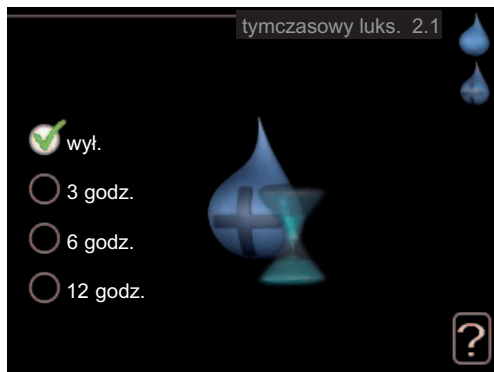 tymczasowy luks. 2.1
wył.
3 godz.
6 godz.
12 godz.
?